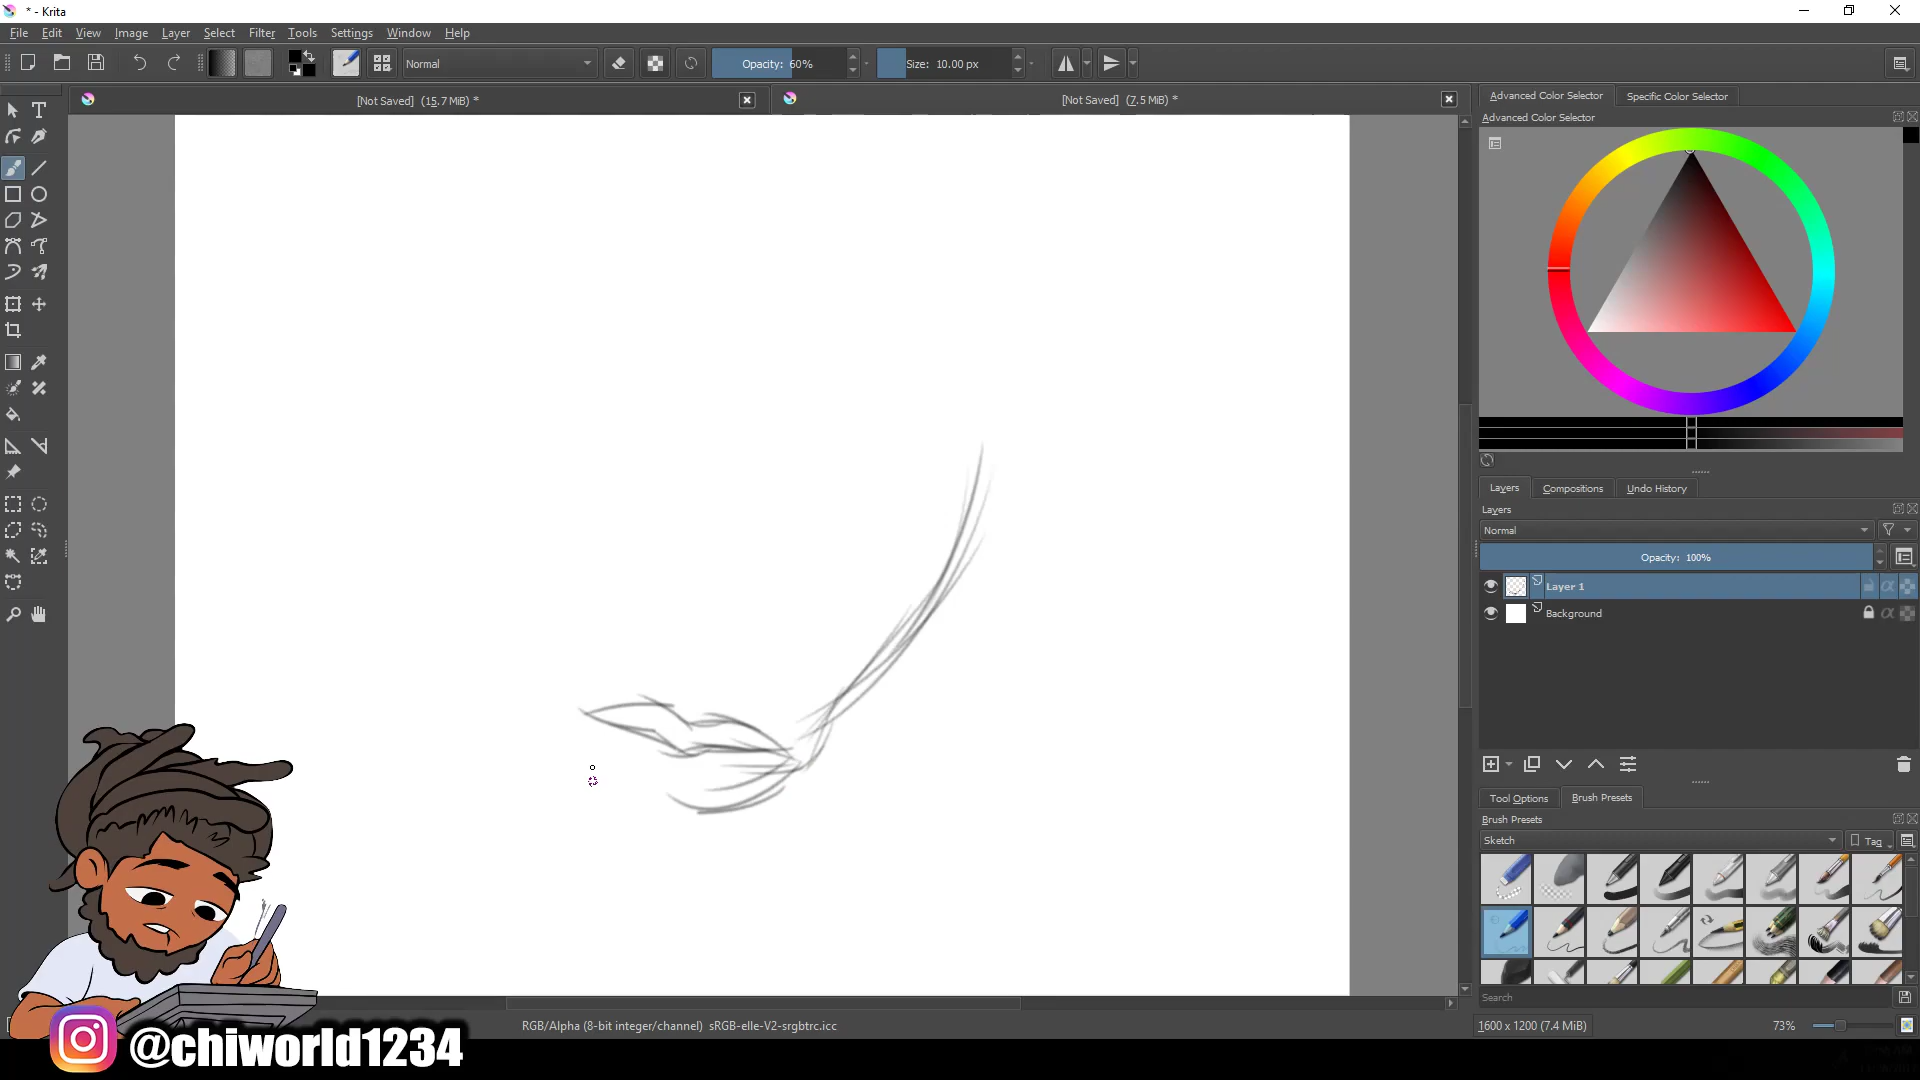 * - Krita
File Edit View Image Layer Select Filter Tools Settings Window Help
Normal
Opacity: 60%
Size: 10.00 px
[Not Saved] (15.7 MiB) *
[Not Saved] (7.5 MiB) *
Advanced Color Selector
Specific Color Selector
Advanced Color Selector
Layers
Compositions
Undo History
Layers
Normal
Opacity: 100%
Layer 1
Background
Tool Options
Brush Presets
Brush Presets
Sketch
Tag
Search
RGB/Alpha (8-bit integer/channel) sRGB-elle-V2-srgbtrc.icc
1600 x 1200 (7.4 MiB)
73%
@chiworld1234